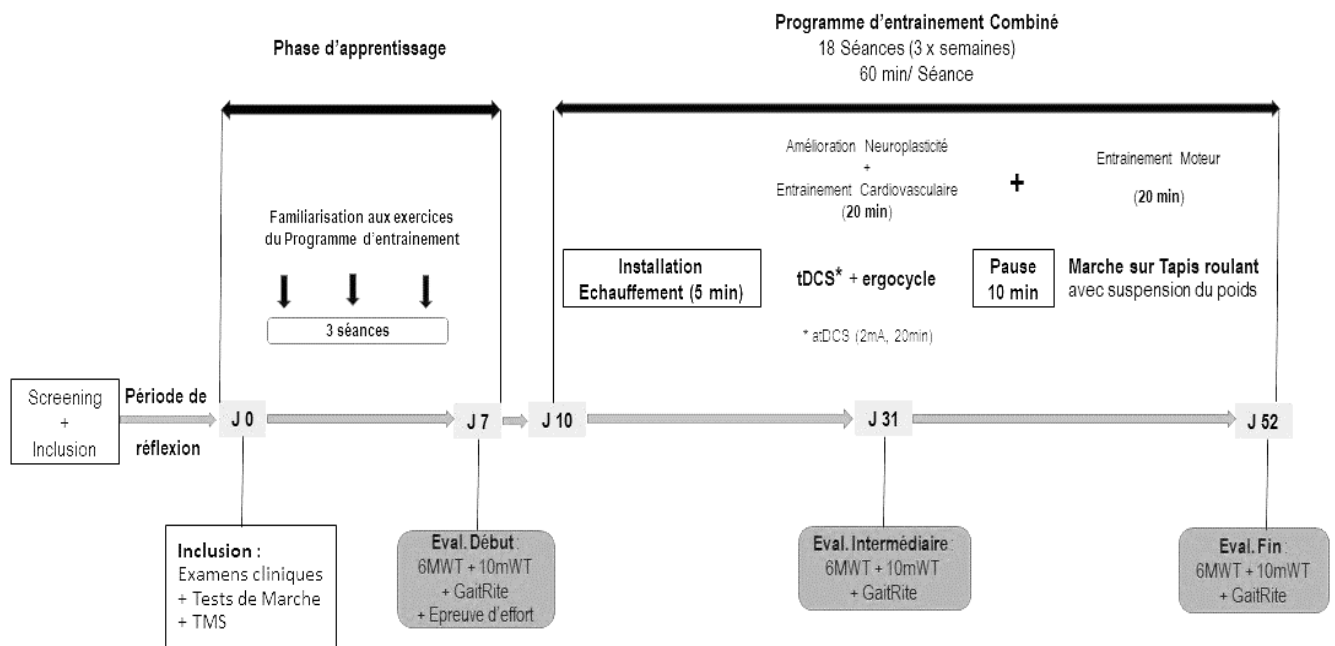 Programme d'entrainement Combiné
18 Séances (3 x semaines)
60 min/ Séance
Phase d'apprentissage
Amélioration Neuroplasticité
+
Entrainement Cardiovasculaire
(20 min)
+
Entrainement Moteur
(20 min)
Familiarisation aux exercices
du Programme d'entrainement
3 séances
Installation
Echauffement (5 min)
tDCS* + ergocycle
* atDCS (2mA, 20min)
Pause
10 min
Marche sur Tapis roulant
avec suspension du poids
Screening
+
Inclusion
Période de
réflexion
J 0
J 7
J 10
J 31
J 52
Inclusion :
Examens cliniques
+ Tests de Marche
+ TMS
Eval.Début :
6MWT + 10mWT
+ GaitRite
+ Epreuve d'effort
Eval.Intermédiaire :
6MWT + 10mWT
+ GaitRite
Eval.Fin :
6MWT + 10mWT
+ GaitRite